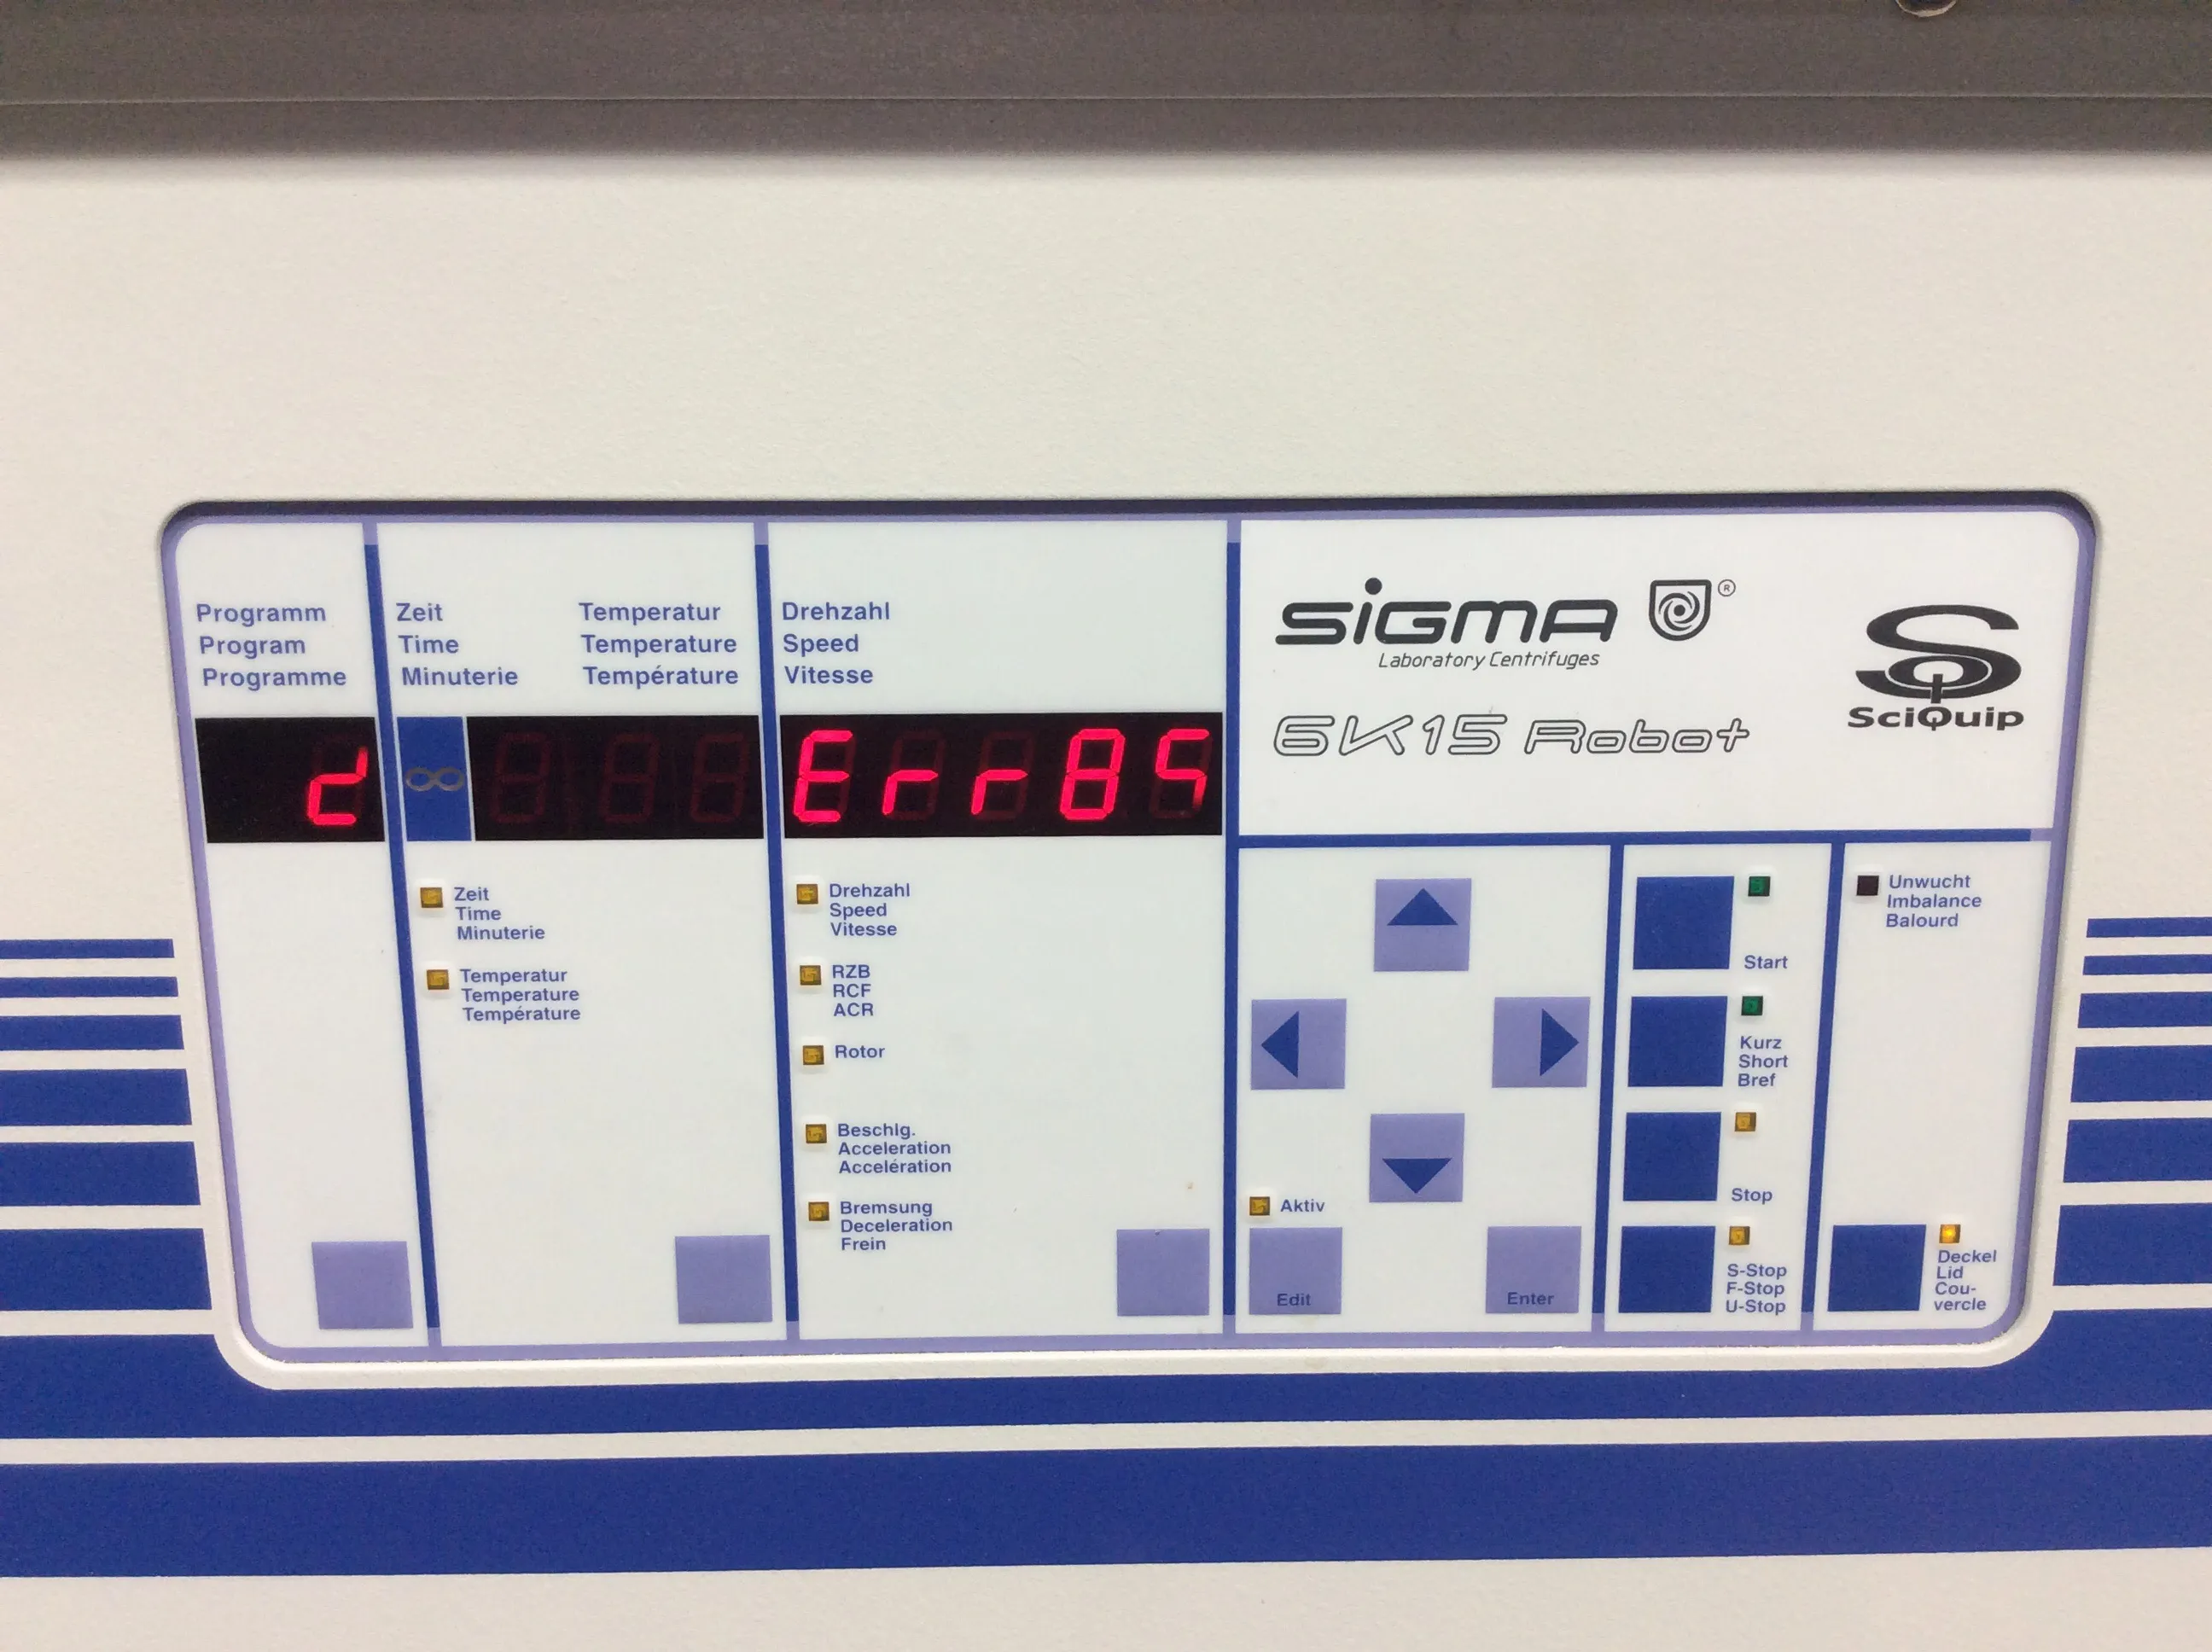 Programm
Program
Programme
Zeit
Time
Minuterie
Temperatur
Temperature
Température
Drehzahl
Speed
Vitesse
∞
Err85
Zeit
Time
Minuterie
Temperatur
Temperature
Température
Drehzahl
Speed
Vitesse
RZB
RCF
ACR
Rotor
Beschlg.
Acceleration
Accelération
Bremsung
Deceleration
Frein
SIGMA ®
Laboratory Centrifuges
6K15 Robot
SciQuip
Aktiv
Edit
Enter
Start
Kurz
Short
Bref
Stop
S-Stop
F-Stop
U-Stop
Unwucht
Imbalance
Balourd
Deckel
Lid
Cou-
vercle